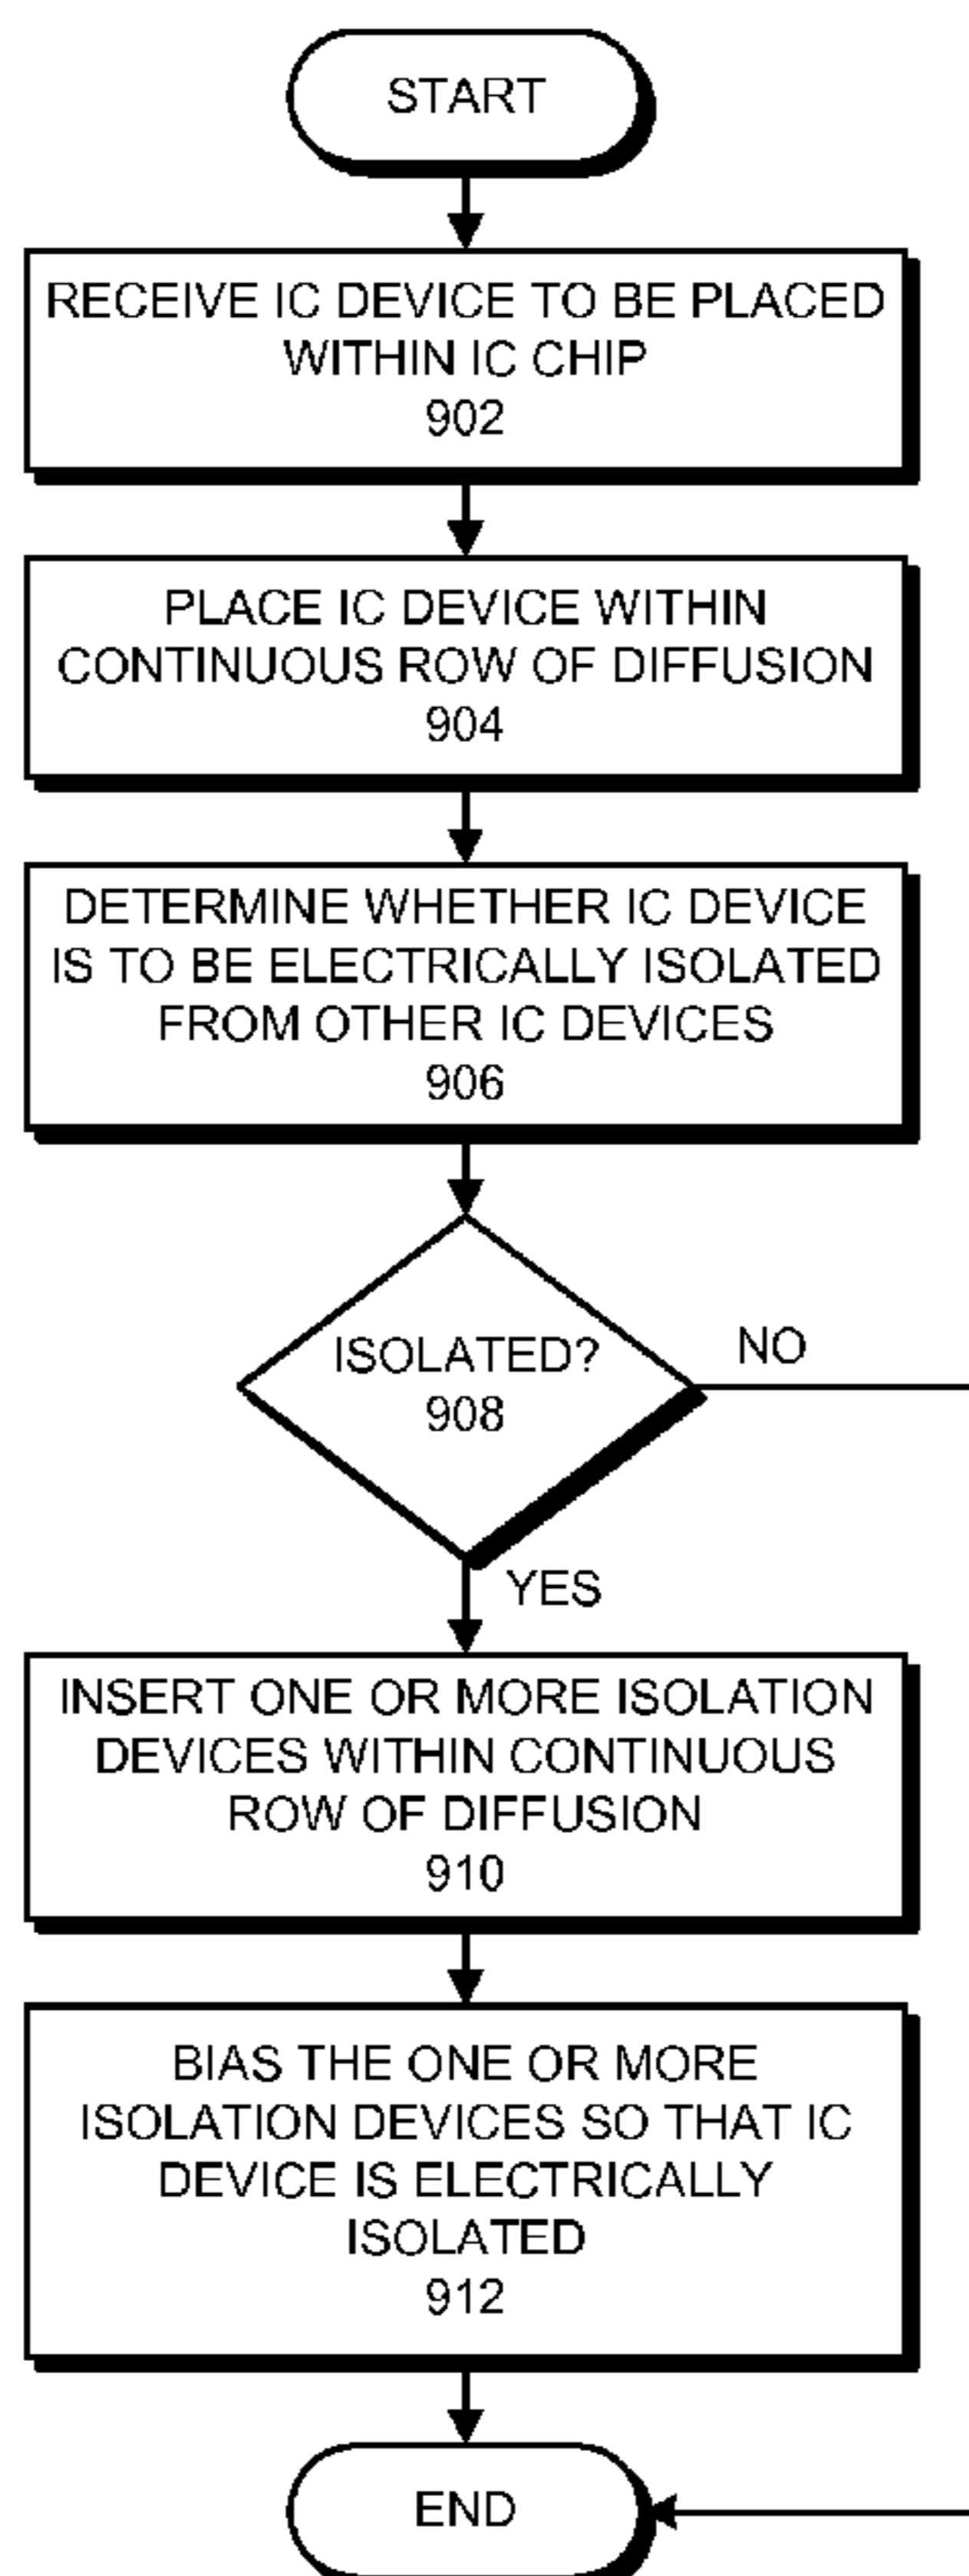 START
RECEIVE IC DEVICE TO BE PLACED
WITHIN IC CHIP
902
PLACE IC DEVICE WITHIN
CONTINUOUS ROW OF DIFFUSION
904
DETERMINE WHETHER IC DEVICE
IS TO BE ELECTRICALLY ISOLATED
FROM OTHER IC DEVICES
906
ISOLATED?
908
NO
YES
INSERT ONE OR MORE ISOLATION
DEVICES WITHIN CONTINUOUS
ROW OF DIFFUSION
910
BIAS THE ONE OR MORE
ISOLATION DEVICES SO THAT IC
DEVICE IS ELECTRICALLY
ISOLATED
912
END